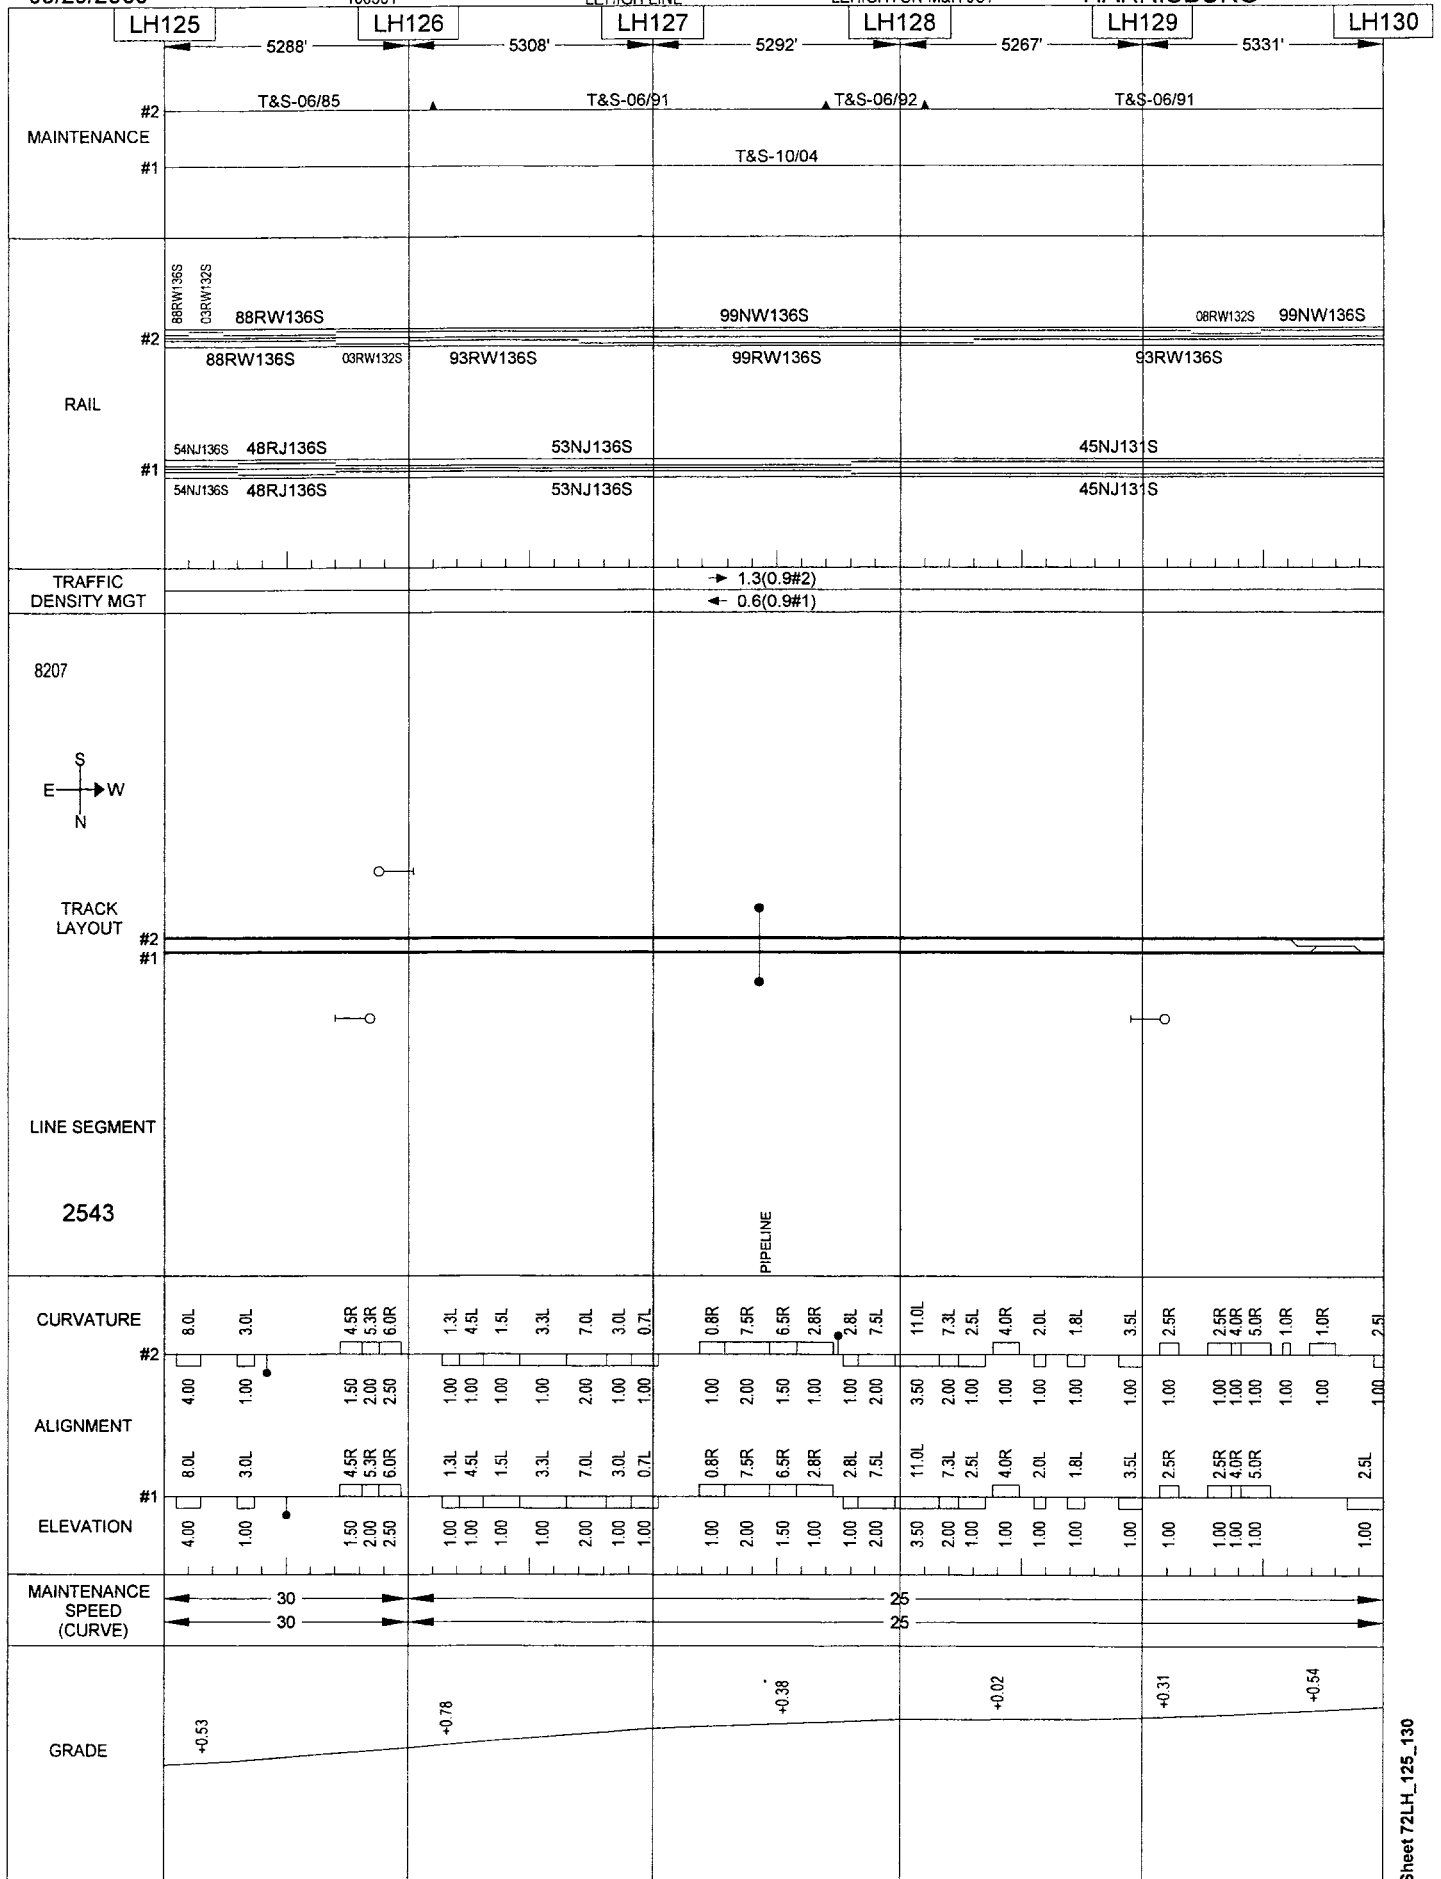 LH125 LH126 LH127 LH128 LH129 LH130
5288' 5308' 5292' 5267' 5331'
T&S-06/85 T&S-06/91 T&S-06/92 T&S-06/91
#2
MAINTENANCE
T&S-10/04
#1
88RW136S 03RW132S
88RW136S 99NW136S 08RW132S 99NW136S
#2
88RW136S 03RW132S 93RW136S 99RW136S 93RW136S
RAIL
54NJ136S 48RJ136S 53NJ136S 45NJ131S
#1
54NJ136S 48RJ136S 53NJ136S 45NJ131S
TRAFFIC
DENSITY MGT
1.3(0.9#2)
0.6(0.9#1)
8207
S
E W
N
TRACK
LAYOUT
#2
#1
LINE SEGMENT
2543
PIPELINE
CURVATURE
8.0L 3.0L 4.5R 5.3R 6.0R 1.3L 4.5L 1.5L 3.3L 7.0L 3.0L 0.7L 0.8R 7.5R 6.5R 2.8R 2.8L 7.5L 11.0L 7.3L 2.5L 4.0R 2.0L 1.8L 3.5L 2.5R 2.5R 4.0R 5.0R 1.0R 1.0R 2.5L
#2
4.00 1.00 1.50 2.00 2.50 1.00 1.00 1.00 1.00 2.00 1.00 1.00 1.00 2.00 1.50 1.00 1.00 2.00 3.50 2.00 1.00 1.00 1.00 1.00 1.00 1.00 1.00 1.00 1.00 1.00 1.00 1.00
ALIGNMENT
8.0L 3.0L 4.5R 5.3R 6.0R 1.3L 4.5L 1.5L 3.3L 7.0L 3.0L 0.7L 0.8R 7.5R 6.5R 2.8R 2.8L 7.5L 11.0L 7.3L 2.5L 4.0R 2.0L 1.8L 3.5L 2.5R 2.5R 4.0R 5.0R 2.5L
#1
ELEVATION
4.00 1.00 1.50 2.00 2.50 1.00 1.00 1.00 1.00 2.00 1.00 1.00 1.00 2.00 1.50 1.00 1.00 2.00 3.50 2.00 1.00 1.00 1.00 1.00 1.00 1.00 1.00 1.00 1.00 1.00
MAINTENANCE
SPEED
(CURVE)
30 25
30 25
GRADE
+0.53 +0.78 +0.38 +0.02 +0.31 +0.54
Sheet 72LH_125_130